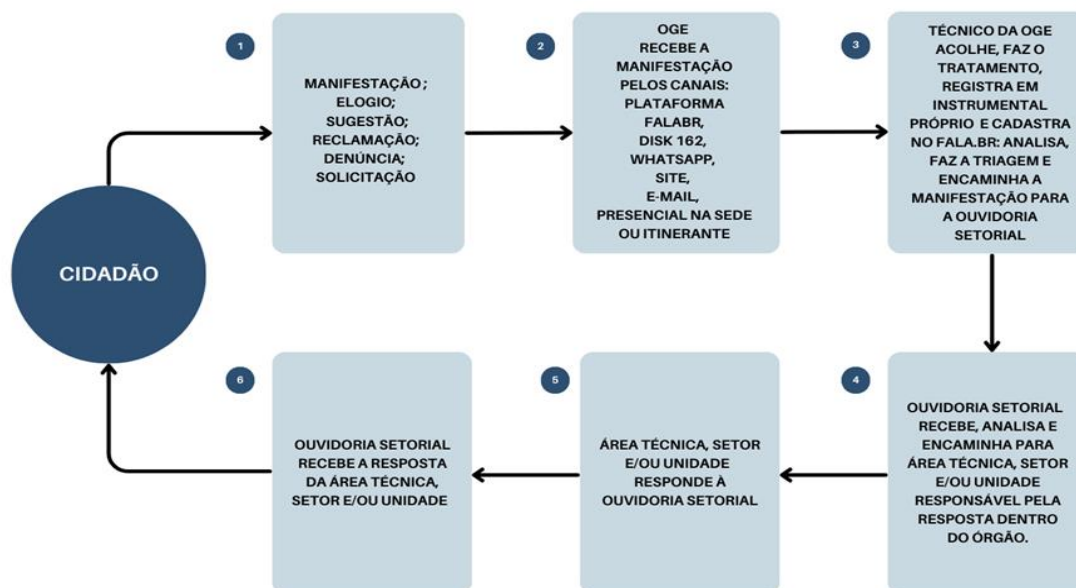 CIDADÃO
1
MANIFESTAÇÃO ;
ELOGIO;
SUGESTÃO;
RECLAMAÇÃO;
DENÚNCIA;
SOLICITAÇÃO
2
OGE
RECEBE A
MANIFESTAÇÃO
PELOS CANAIS:
PLATAFORMA
FALABR,
DISK 162,
WHATSAPP,
SITE,
E-MAIL,
PRESENCIAL NA SEDE
OU ITINERANTE
3
TÉCNICO DA OGE
ACOLHE, FAZ O
TRATAMENTO,
REGISTRA EM
INSTRUMENTAL
PRÓPRIO E CADASTRA
NO FALA.BR: ANALISA,
FAZ A TRIAGEM E
ENCAMINHA A
MANIFESTAÇÃO PARA
A OUVIDORIA
SETORIAL
4
OUVIDORIA SETORIAL
RECEBE, ANALISA E
ENCAMINHA PARA
ÁREA TÉCNICA, SETOR
E/OU UNIDADE
RESPONSÁVEL PELA
RESPOSTA DENTRO
DO ÓRGÃO.
5
ÁREA TÉCNICA, SETOR
E/OU UNIDADE
RESPONDE À
OUVIDORIA SETORIAL
6
OUVIDORIA SETORIAL
RECEBE A RESPOSTA
DA ÁREA TÉCNICA,
SETOR E/OU UNIDADE